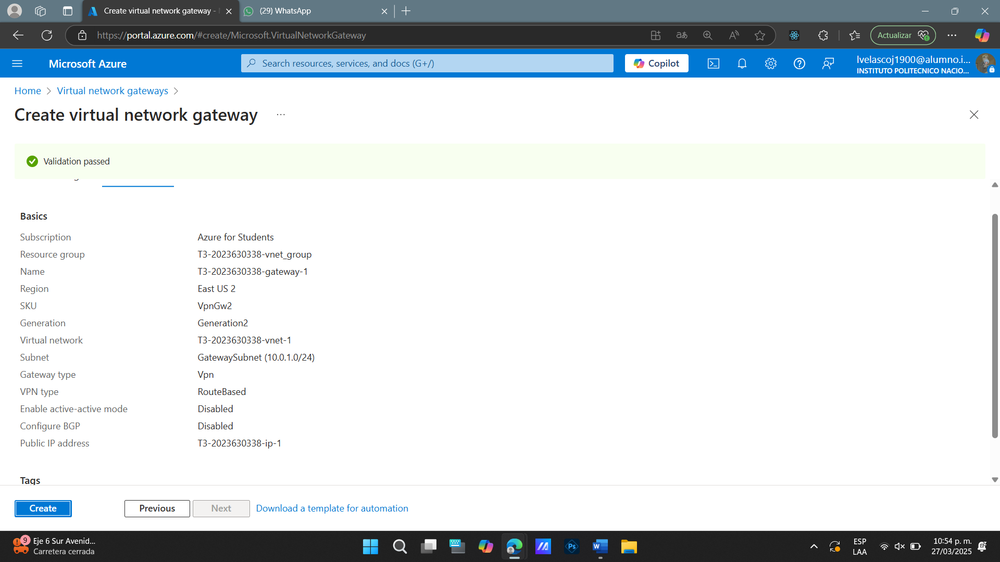 Create virtual network gateway -
(29) WhatsApp
https://portal.azure.com/#create/Microsoft.VirtualNetworkGateway
Actualizar
Microsoft Azure
Search resources, services, and docs (G+/)
Copilot
lvelascoj1900@alumno.i...
INSTITUTO POLITECNICO NACIO...
Home > Virtual network gateways >
Create virtual network gateway ...
Validation passed
Basics
Subscription Azure for Students
Resource group T3-2023630338-vnet_group
Name T3-2023630338-gateway-1
Region East US 2
SKU VpnGw2
Generation Generation2
Virtual network T3-2023630338-vnet-1
Subnet GatewaySubnet (10.0.1.0/24)
Gateway type Vpn
VPN type RouteBased
Enable active-active mode Disabled
Configure BGP Disabled
Public IP address T3-2023630338-ip-1
Tags
Create Previous Next Download a template for automation
9
Eje 6 Sur Avenid...
Carretera cerrada
ESP
LAA
10:54 p. m.
27/03/2025